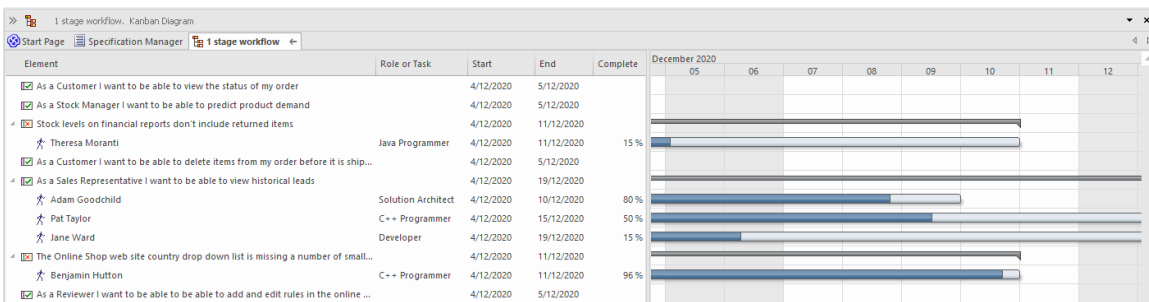 1 stage workflow. Kanban Diagram
Start Page Specification Manager 1 stage workflow
Element Role or Task Start End Complete December 2020
05 06 07 08 09 10 11 12
As a Customer I want to be able to view the status of my order 4/12/2020 5/12/2020
As a Stock Manager I want to be able to predict product demand 4/12/2020 5/12/2020
Stock levels on financial reports don't include returned items 4/12/2020 11/12/2020
Theresa Moranti Java Programmer 4/12/2020 11/12/2020 15 %
As a Customer I want to be able to delete items from my order before it is ship... 4/12/2020 5/12/2020
As a Sales Representative I want to be able to view historical leads 4/12/2020 19/12/2020
Adam Goodchild Solution Architect 4/12/2020 10/12/2020 80 %
Pat Taylor C++ Programmer 4/12/2020 15/12/2020 50 %
Jane Ward Developer 4/12/2020 19/12/2020 15 %
The Online Shop web site country drop down list is missing a number of small... 4/12/2020 11/12/2020
Benjamin Hutton C++ Programmer 4/12/2020 11/12/2020 96 %
As a Reviewer I want to be able to be able to add and edit rules in the online ... 4/12/2020 5/12/2020